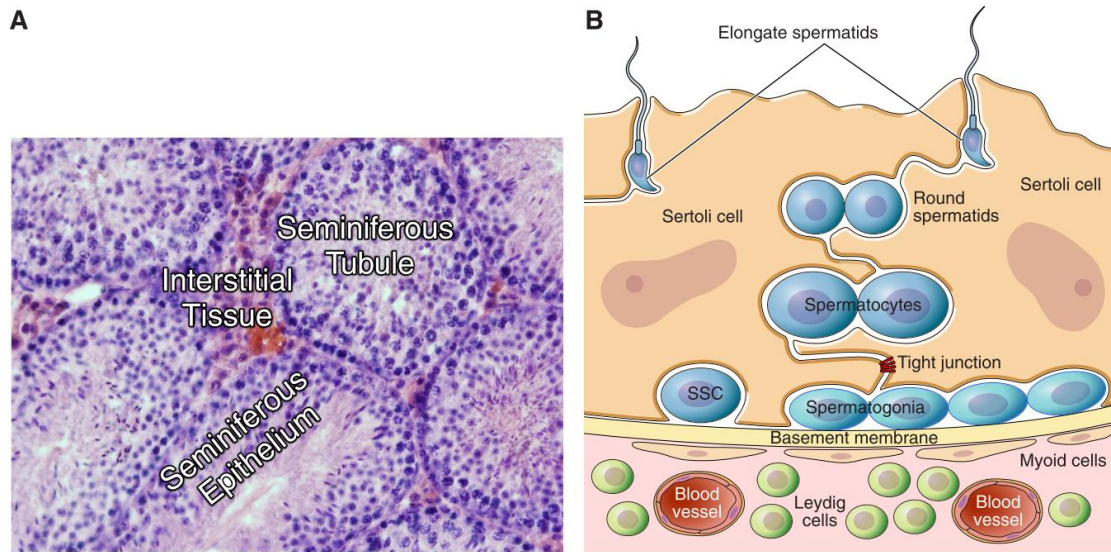 A
Seminiferous
Tubule
Interstitial
Tissue
Seminiferous
Epithelium
B
Elongate spermatids
Sertoli cell
Round
spermatids
Sertoli cell
Spermatocytes
Tight junction
SSC
Spermatogonia
Basement membrane
Myoid cells
Blood
vessel
Leydig
cells
Blood
vessel